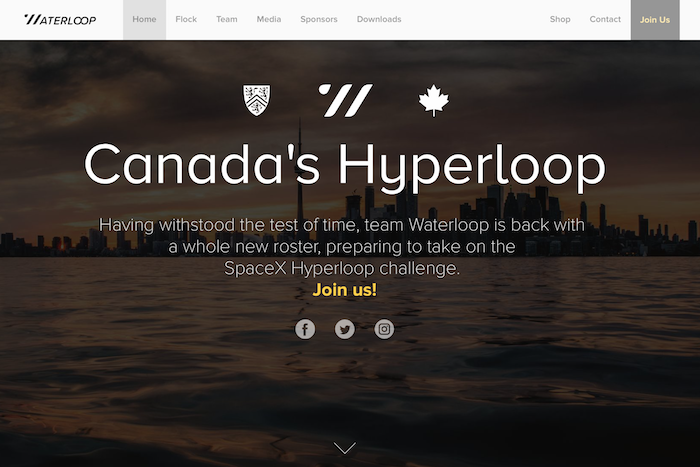 WATERLOOP
Home Flock Team Media Sponsors Downloads Shop Contact Join Us
Canada's Hyperloop
Having withstood the test of time, team Waterloop is back with
a whole new roster, preparing to take on the
SpaceX Hyperloop challenge.
Join us!